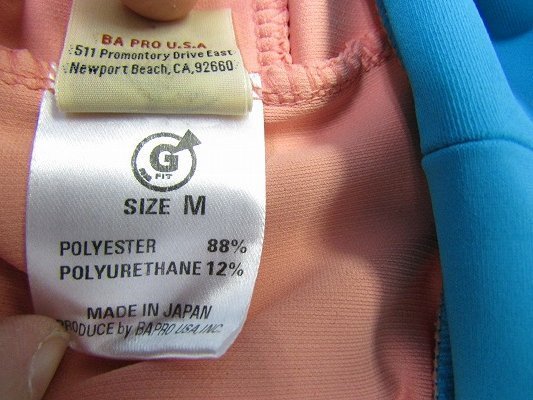 BA PRO U.S.A
511 Promontory Drive East
Newport Beach, CA, 92660
G
FIT
SIZE M
POLYESTER 88%
POLYURETHANE 12%
MADE IN JAPAN
PRODUCE by BAPRO USA, INC.